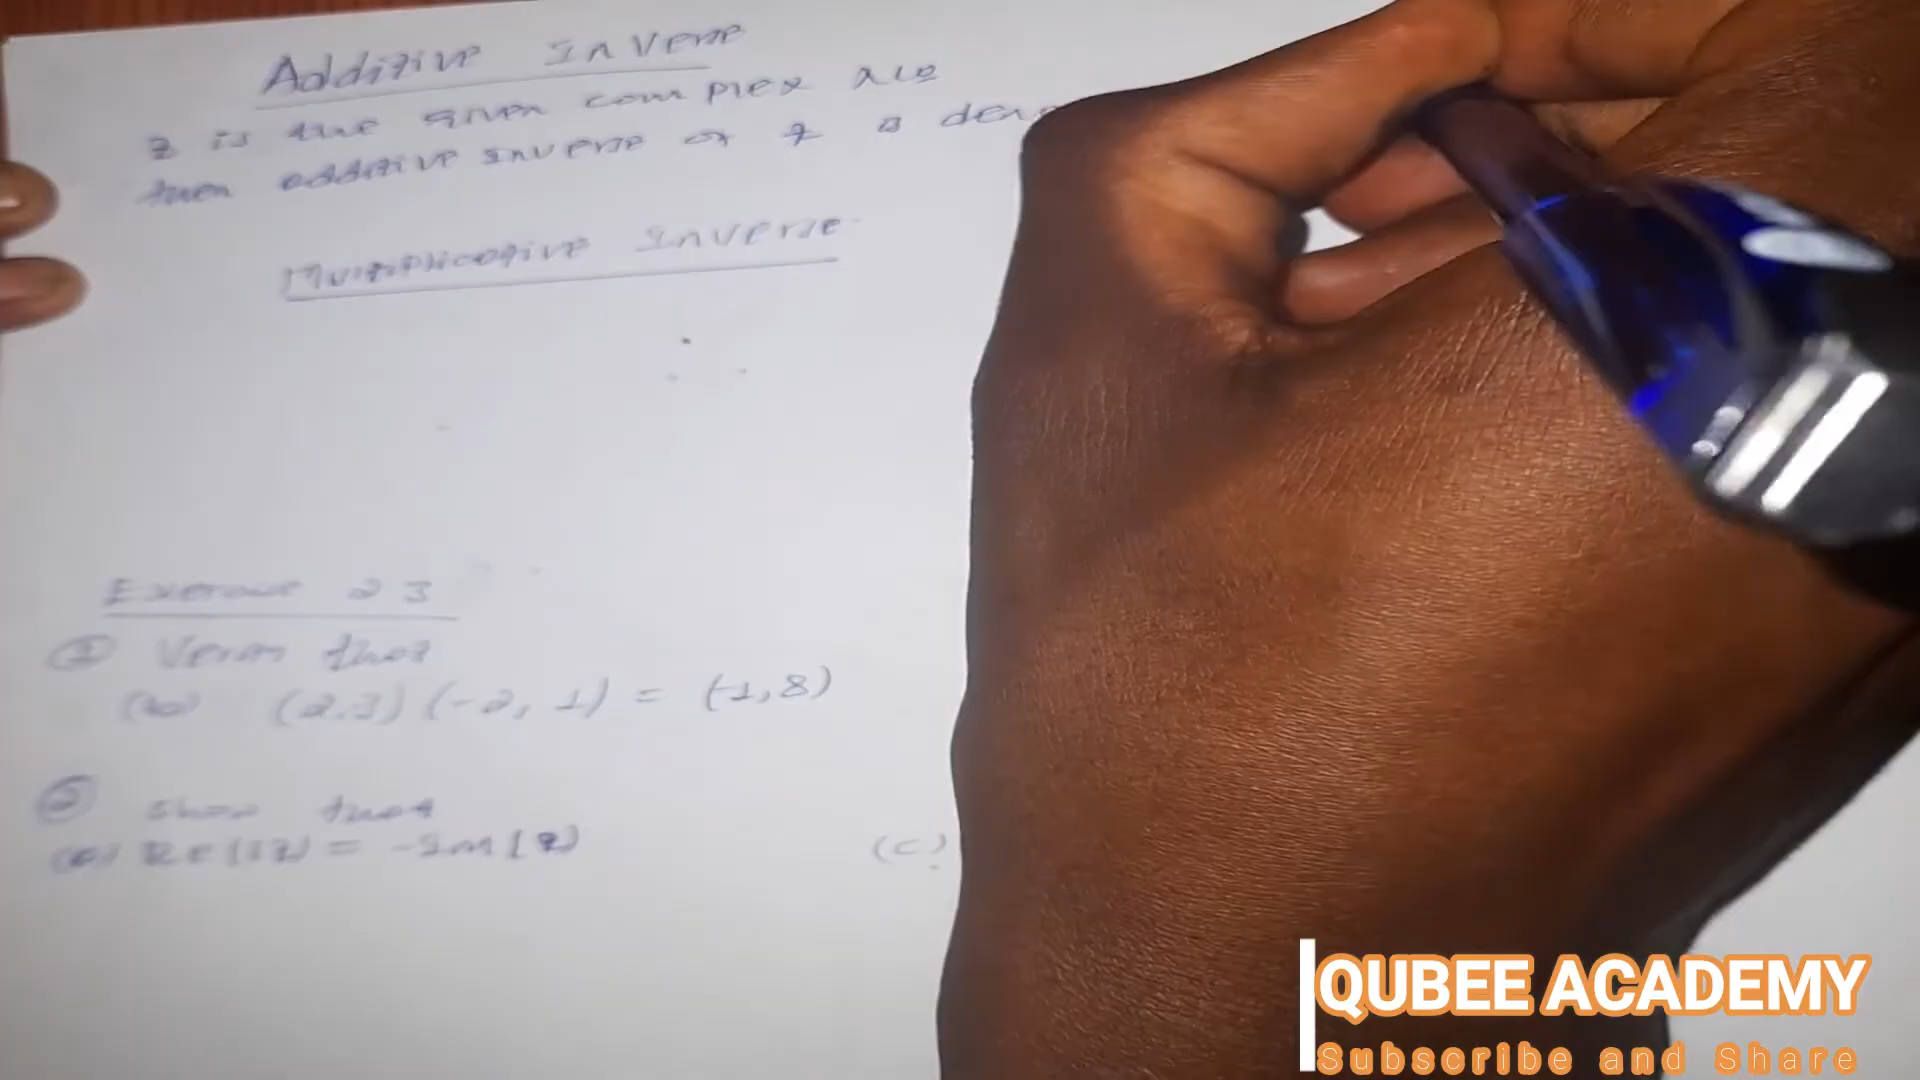 Additive Inverse
z is the given complex no
then additive inverse of z is den
Multiplicative Inverse
Exercise 2 3
① Verify that
(b) (2,3) (-2, 1) = (-1,8)
② Show that
(a) Re(iz) = -Im(z)
(C)
QUBEE ACADEMY
Subscribe and Share